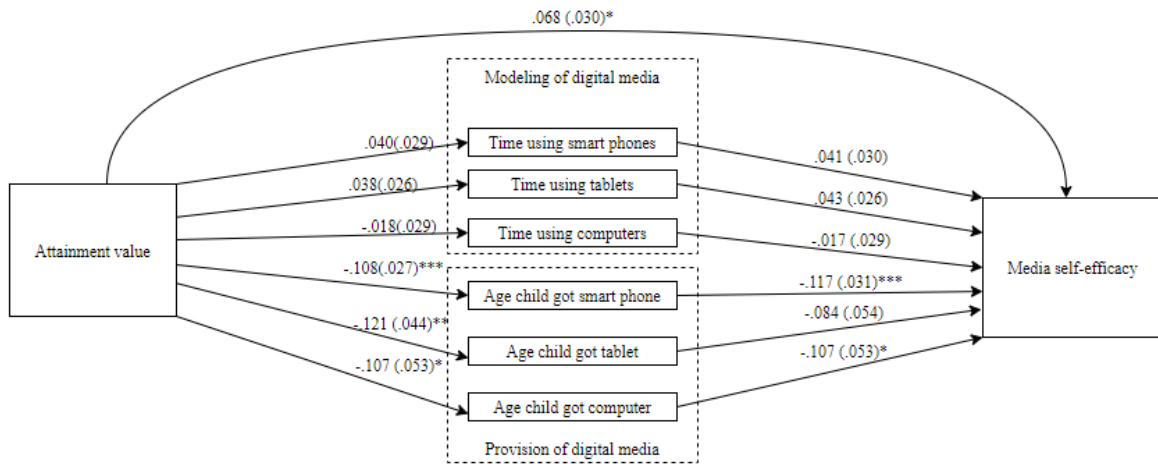 .068 (.030)*
Modeling of digital media
.040(.029)
Time using smart phones
.041 (.030)
.038(.026)
Time using tablets
.043 (.026)
-.018(.029)
Time using computers
-.017 (.029)
Attainment value
Media self-efficacy
-.108(.027)***
Age child got smart phone
-.117 (.031)***
-.121 (.044)**
Age child got tablet
-.084 (.054)
-.107 (.053)*
Age child got computer
-.107 (.053)*
Provision of digital media